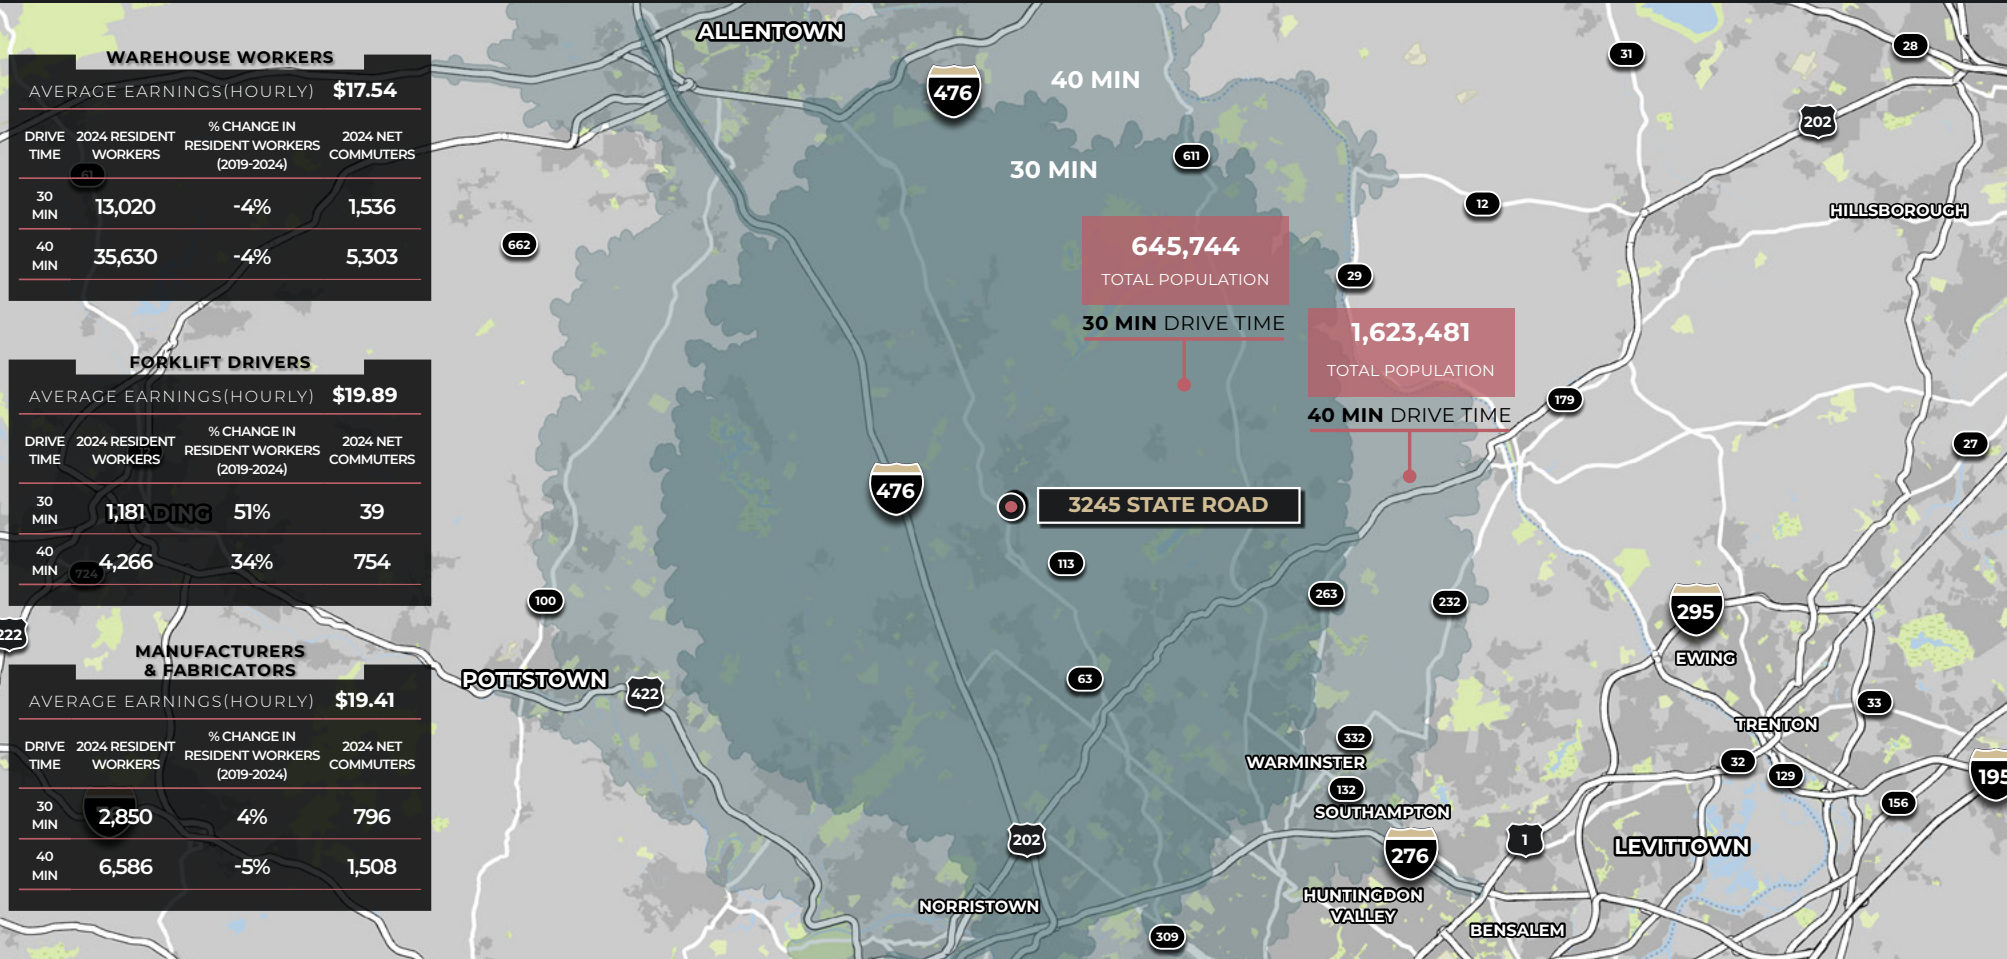 WAREHOUSE WORKERS
AVERAGE EARNINGS(HOURLY) $17.54
DRIVE TIME
2024 RESIDENT WORKERS
% CHANGE IN RESIDENT WORKERS (2019-2024)
2024 NET COMMUTERS
30 MIN 13,020 -4% 1,536
40 MIN 35,630 -4% 5,303
61
FORKLIFT DRIVERS
AVERAGE EARNINGS(HOURLY) $19.89
DRIVE TIME
2024 RESIDENT WORKERS
% CHANGE IN RESIDENT WORKERS (2019-2024)
2024 NET COMMUTERS
30 MIN 1,181 51% 39
40 MIN 4,266 34% 754
724
222
MANUFACTURERS
& FABRICATORS
AVERAGE EARNINGS(HOURLY) $19.41
DRIVE TIME
2024 RESIDENT WORKERS
% CHANGE IN RESIDENT WORKERS (2019-2024)
2024 NET COMMUTERS
30 MIN 2,850 4% 796
40 MIN 6,586 -5% 1,508
ALLENTOWN
476
40 MIN
31
28
202
611
30 MIN
12
HILLSBOROUGH
662
645,744
TOTAL POPULATION
30 MIN DRIVE TIME
29
1,623,481
TOTAL POPULATION
40 MIN DRIVE TIME
179
27
476
3245 STATE ROAD
113
100
263
232
295
EWING
POTTSTOWN
422
63
33
TRENTON
332
WARMINSTER
32
129
195
132
156
SOUTHAMPTON
202
276
1
LEVITTOWN
HUNTINGDON
VALLEY
NORRISTOWN
BENSALEM
309